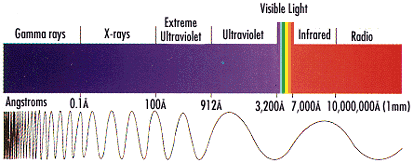 Visible Light
Gamma rays X-rays Extreme Ultraviolet Ultraviolet Infrared Radio
Angstroms 0.1Å 100Å 912Å 3,200Å 7,000Å 10,000,000Å (1mm)